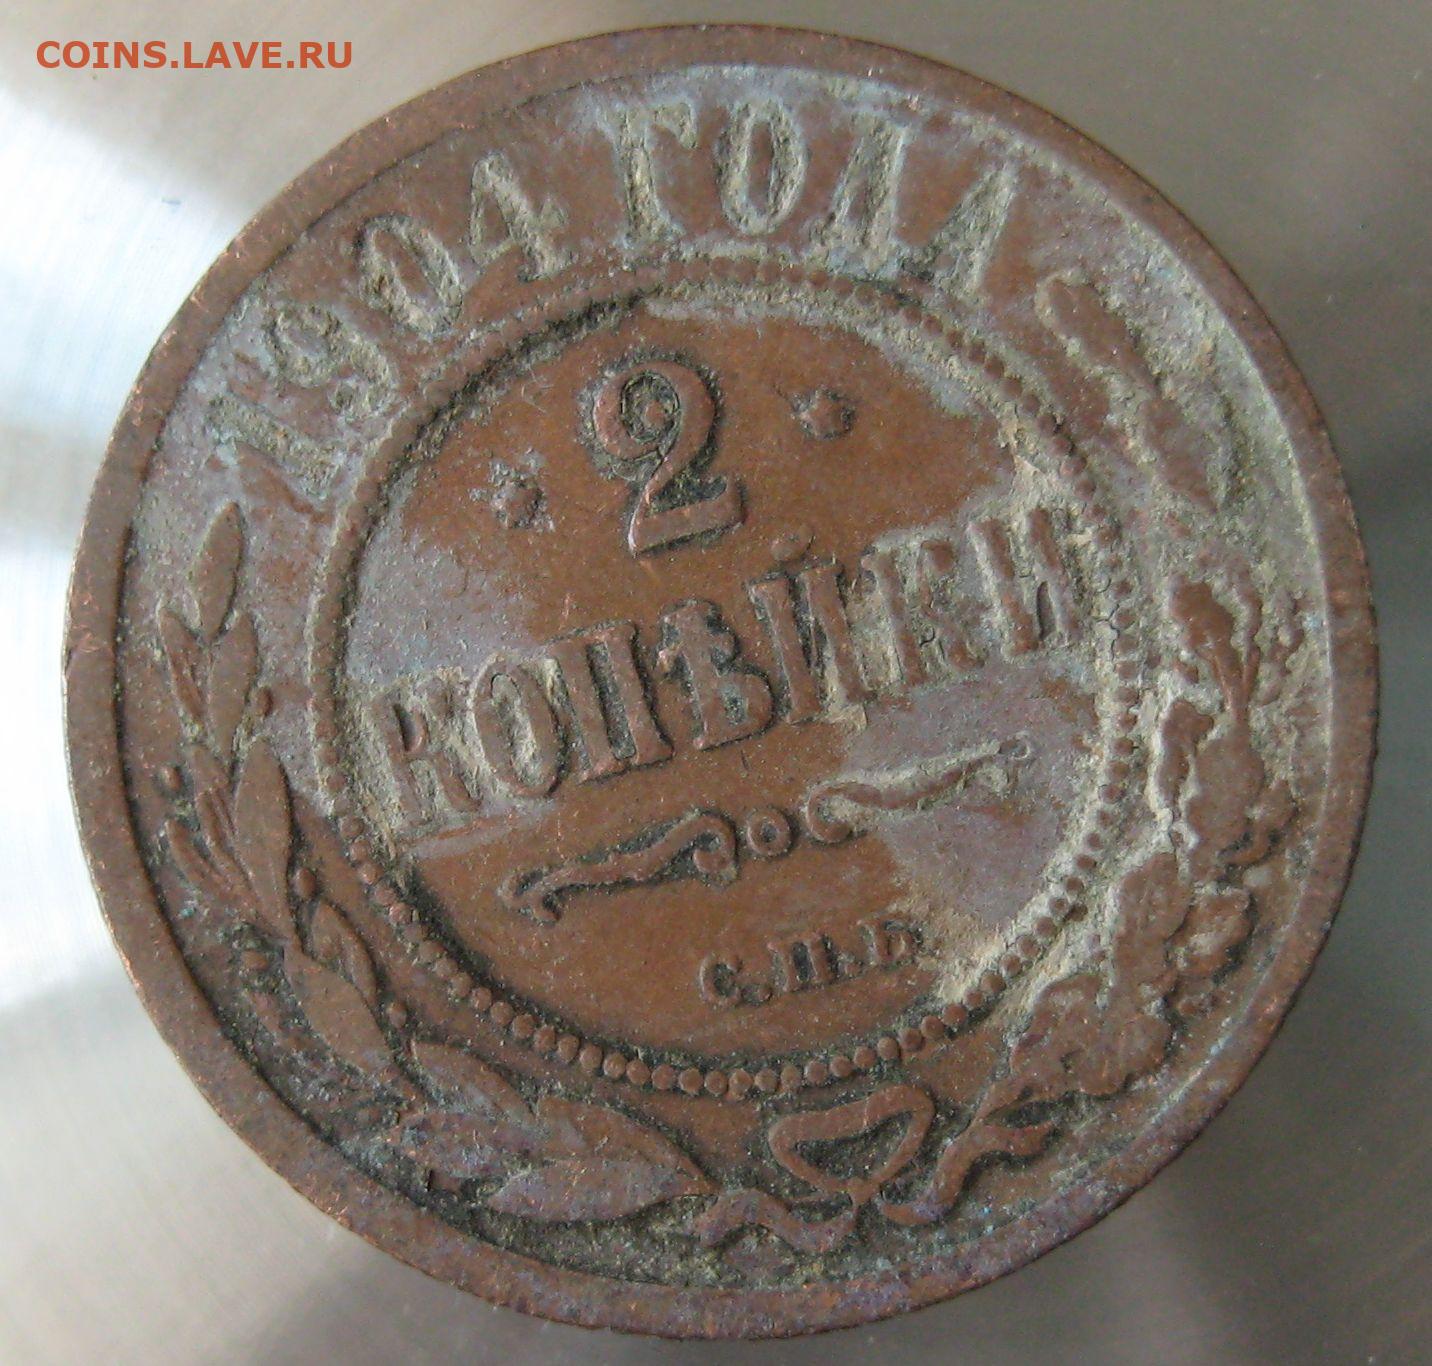 COINS.LAVE.RU
1904 ГОДА
2
КОПѢЙКИ
С.П.Б.